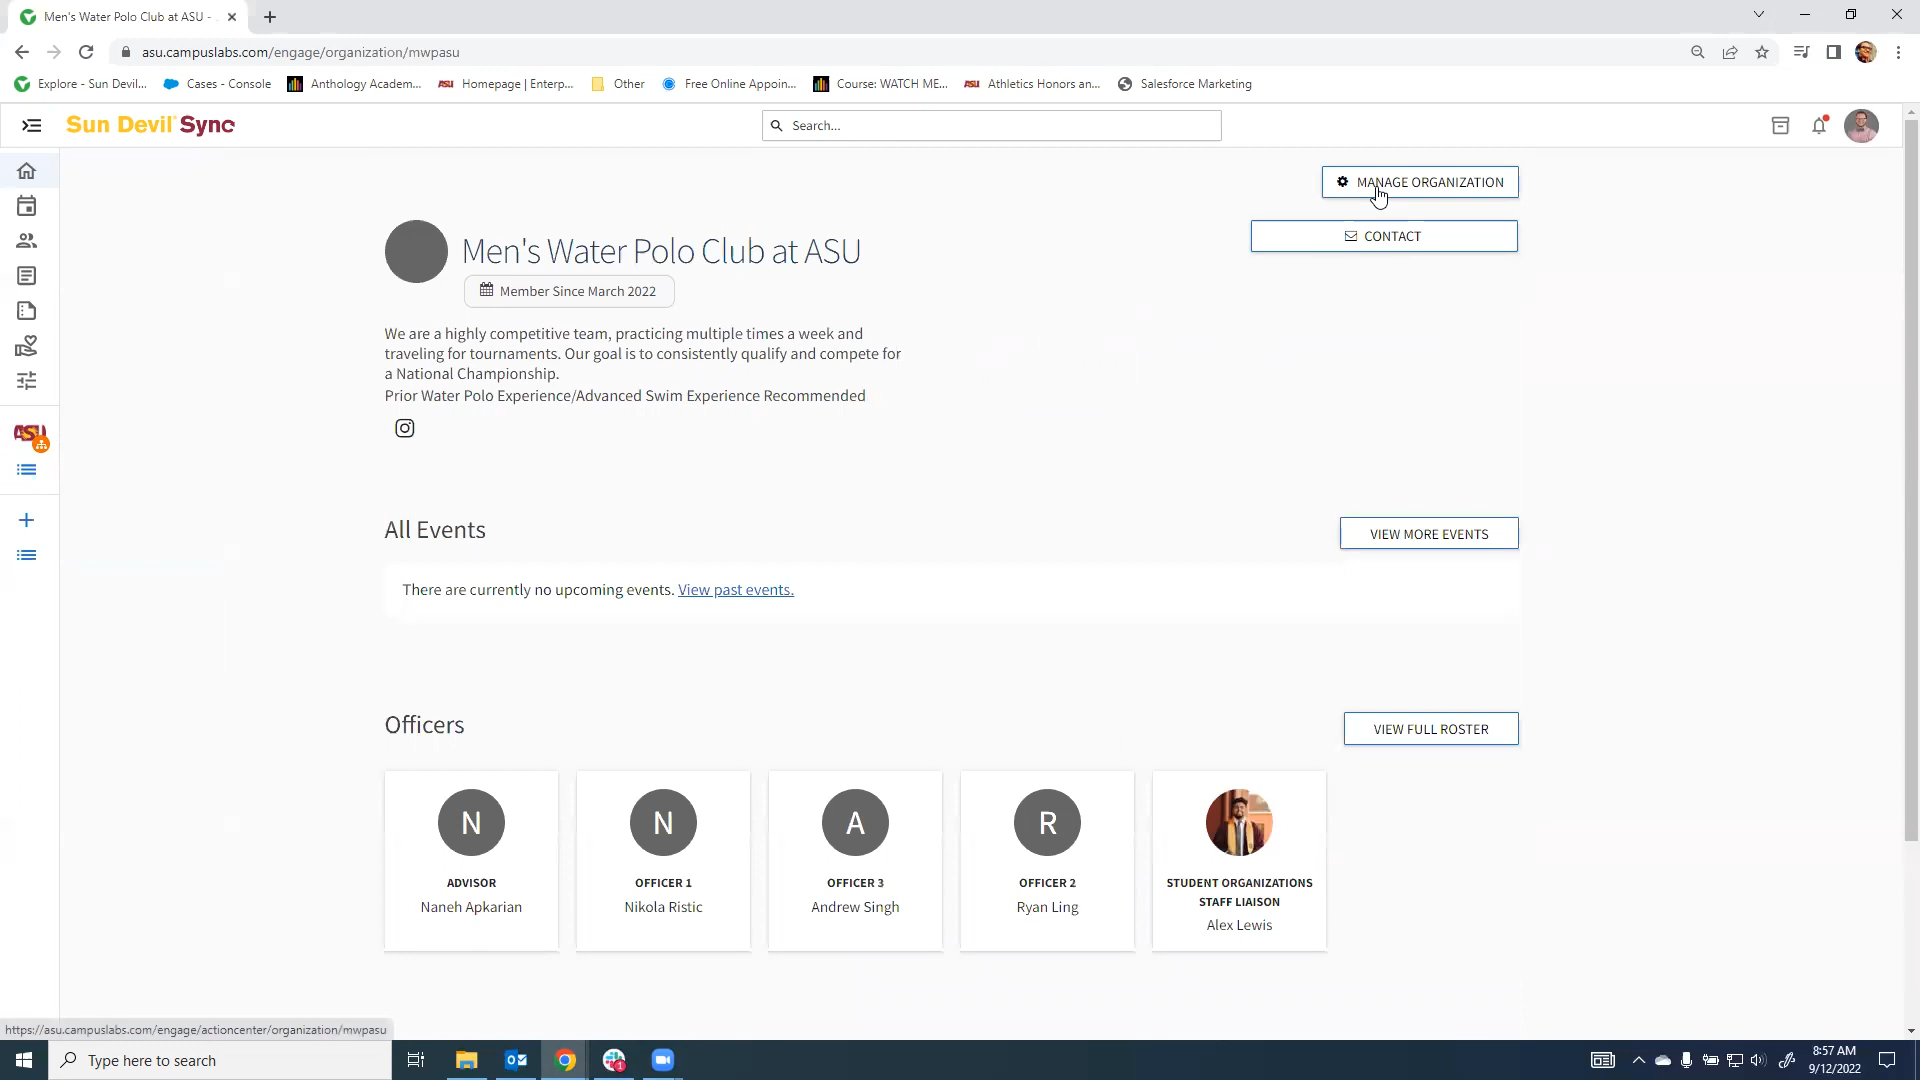 Men's Water Polo Club at ASU -
asu.campuslabs.com/engage/organization/mwpasu
Explore - Sun Devil...
Cases - Console
Anthology Academ...
ASU
Homepage | Enterp...
Other
Free Online Appoin...
Course: WATCH ME...
ASU
Athletics Honors an...
Salesforce Marketing
Sun Devil Sync
Search...
MANAGE ORGANIZATION
CONTACT
Men's Water Polo Club at ASU
Member Since March 2022
We are a highly competitive team, practicing multiple times a week and
traveling for tournaments. Our goal is to consistently qualify and compete for
a National Championship.
Prior Water Polo Experience/Advanced Swim Experience Recommended
ASU
All Events
VIEW MORE EVENTS
There are currently no upcoming events. View past events.
Officers
VIEW FULL ROSTER
N
ADVISOR
Naneh Apkarian
N
OFFICER 1
Nikola Ristic
A
OFFICER 3
Andrew Singh
R
OFFICER 2
Ryan Ling
STUDENT ORGANIZATIONS
STAFF LIAISON
Alex Lewis
https://asu.campuslabs.com/engage/actioncenter/organization/mwpasu
Type here to search
1
8:57 AM
9/12/2022